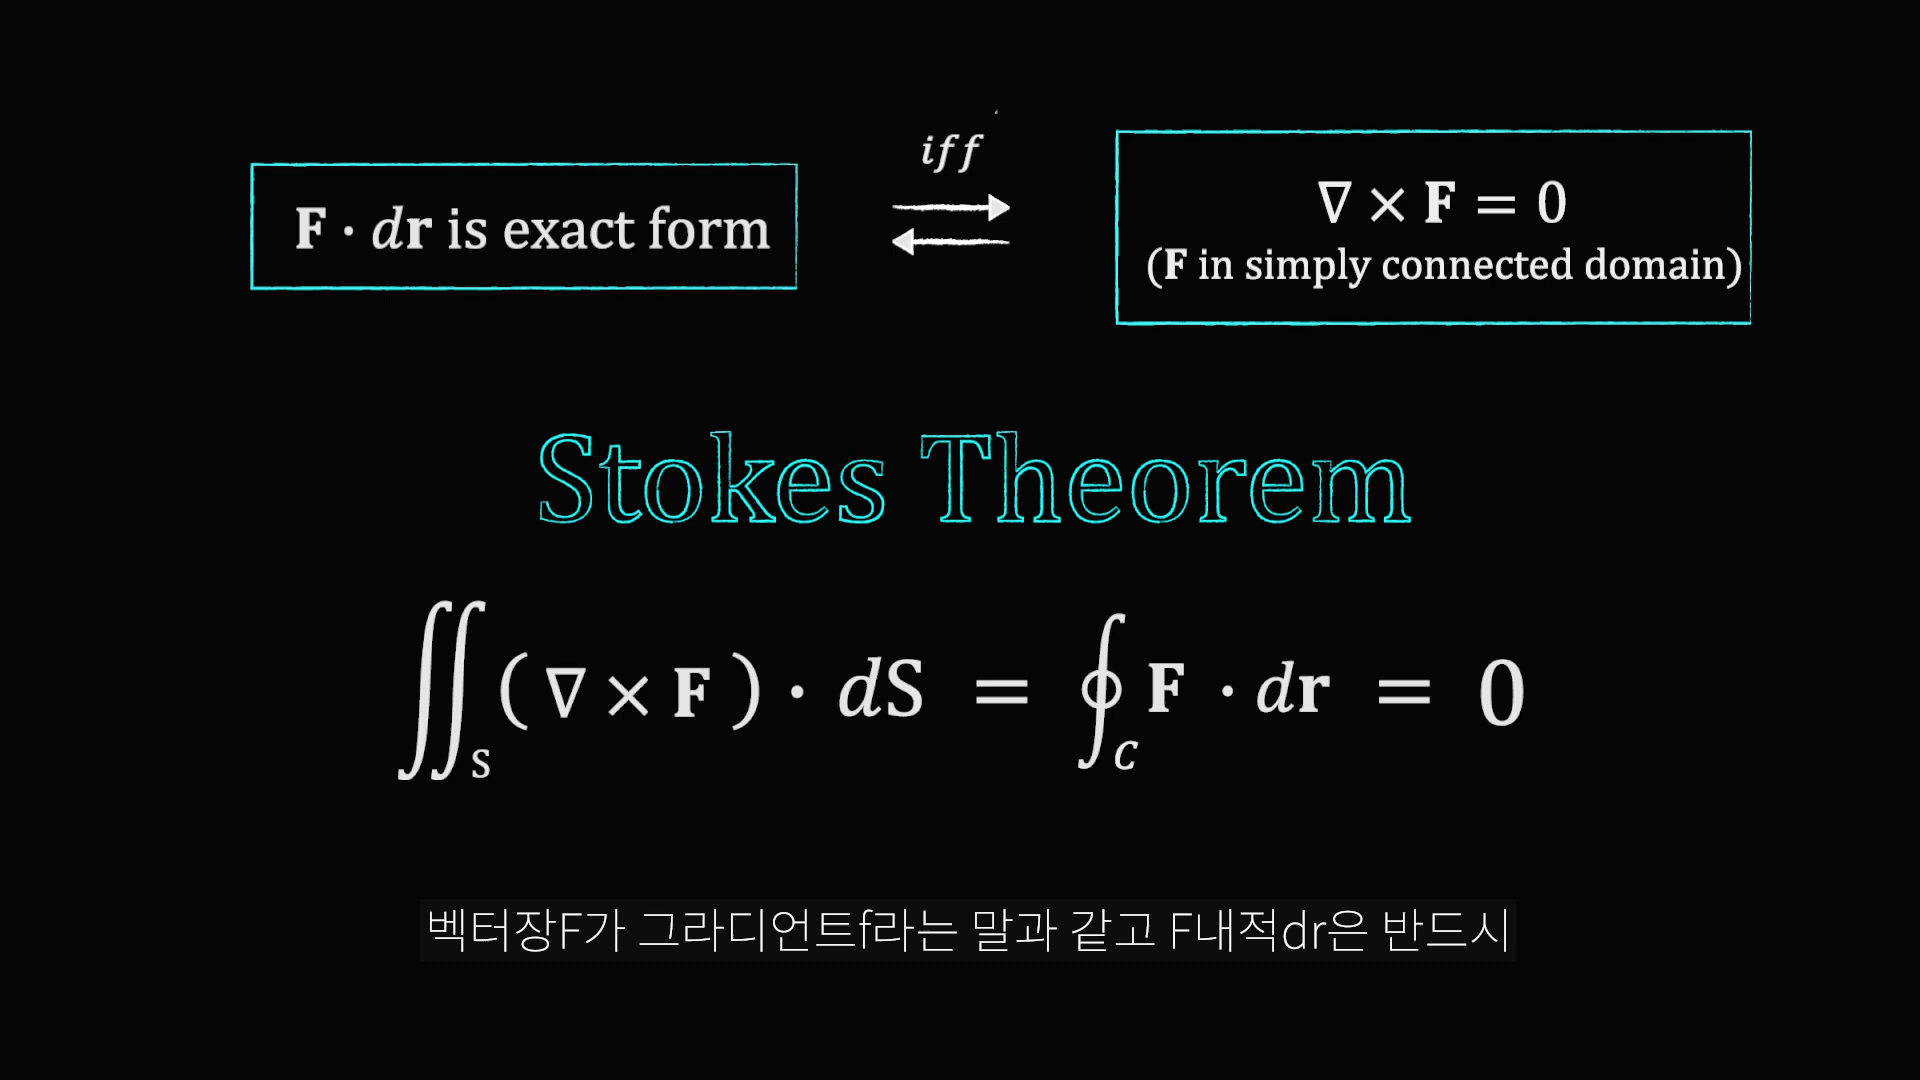 F · dr is exact form
iff
∇ × F = 0
(F in simply connected domain)
Stokes Theorem
∬_S (∇ × F) · dS = ∮_C F · dr = 0
벡터장F가 그라디언트f라는 말과 같고 F내적dr은 반드시